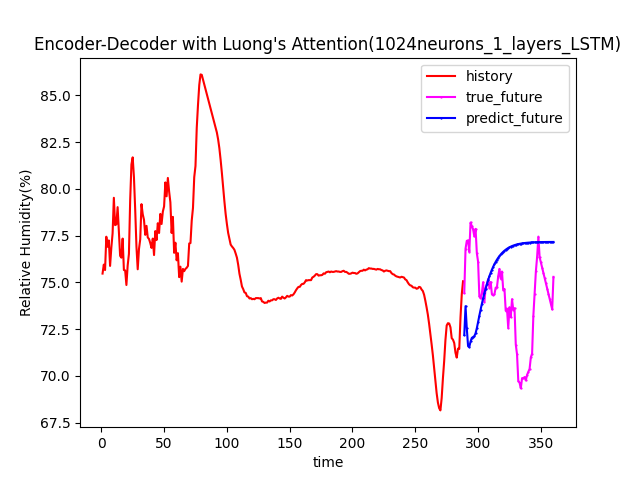 Encoder-Decoder with Luong's Attention(1024neurons_1_layers_LSTM)
history
true_future
predict_future
Relative Humidity(%)
85.0
82.5
80.0
77.5
75.0
72.5
70.0
67.5
0 50 100 150 200 250 300 350
time